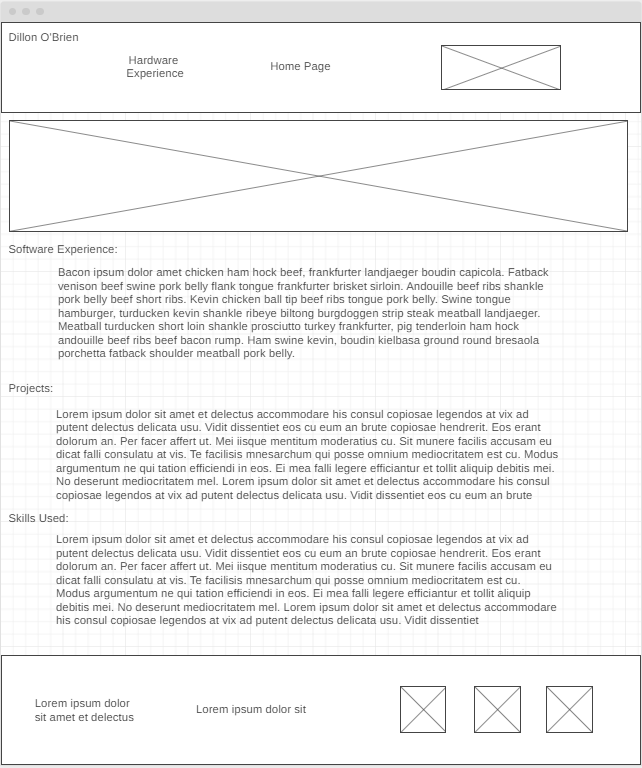 Dillon O'Brien
Hardware
Experience
Home Page
Software Experience:
Bacon ipsum dolor amet chicken ham hock beef, frankfurter landjaeger boudin capicola. Fatback
venison beef swine pork belly flank tongue frankfurter brisket sirloin. Andouille beef ribs shankle
pork belly beef short ribs. Kevin chicken ball tip beef ribs tongue pork belly. Swine tongue
hamburger, turducken kevin shankle ribeye biltong burgdoggen strip steak meatball landjaeger.
Meatball turducken short loin shankle prosciutto turkey frankfurter, pig tenderloin ham hock
andouille beef ribs beef bacon rump. Ham swine kevin, boudin kielbasa ground round bresaola
porchetta fatback shoulder meatball pork belly.
Projects:
Lorem ipsum dolor sit amet et delectus accommodare his consul copiosae legendos at vix ad
putent delectus delicata usu. Vidit dissentiet eos cu eum an brute copiosae hendrerit. Eos erant
dolorum an. Per facer affert ut. Mei iisque mentitum moderatius cu. Sit munere facilis accusam eu
dicat falli consulatu at vis. Te facilisis mnesarchum qui posse omnium mediocritatem est cu. Modus
argumentum ne qui tation efficiendi in eos. Ei mea falli legere efficiantur et tollit aliquip debitis mei.
No deserunt mediocritatem mel. Lorem ipsum dolor sit amet et delectus accommodare his consul
copiosae legendos at vix ad putent delectus delicata usu. Vidit dissentiet eos cu eum an brute
Skills Used:
Lorem ipsum dolor sit amet et delectus accommodare his consul copiosae legendos at vix ad
putent delectus delicata usu. Vidit dissentiet eos cu eum an brute copiosae hendrerit. Eos erant
dolorum an. Per facer affert ut. Mei iisque mentitum moderatius cu. Sit munere facilis accusam eu
dicat falli consulatu at vis. Te facilisis mnesarchum qui posse omnium mediocritatem est cu.
Modus argumentum ne qui tation efficiendi in eos. Ei mea falli legere efficiantur et tollit aliquip
debitis mei. No deserunt mediocritatem mel. Lorem ipsum dolor sit amet et delectus accommodare
his consul copiosae legendos at vix ad putent delectus delicata usu. Vidit dissentiet
Lorem ipsum dolor
sit amet et delectus
Lorem ipsum dolor sit